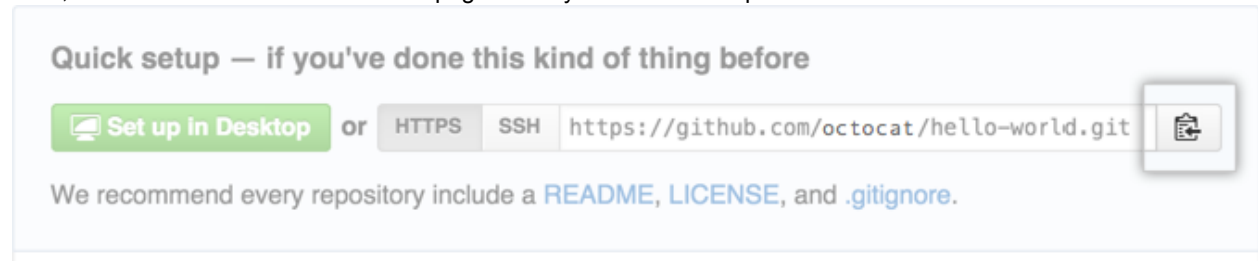 Quick setup — if you've done this kind of thing before
Set up in Desktop or HTTPS SSH https://github.com/octocat/hello-world.git
We recommend every repository include a README, LICENSE, and .gitignore.